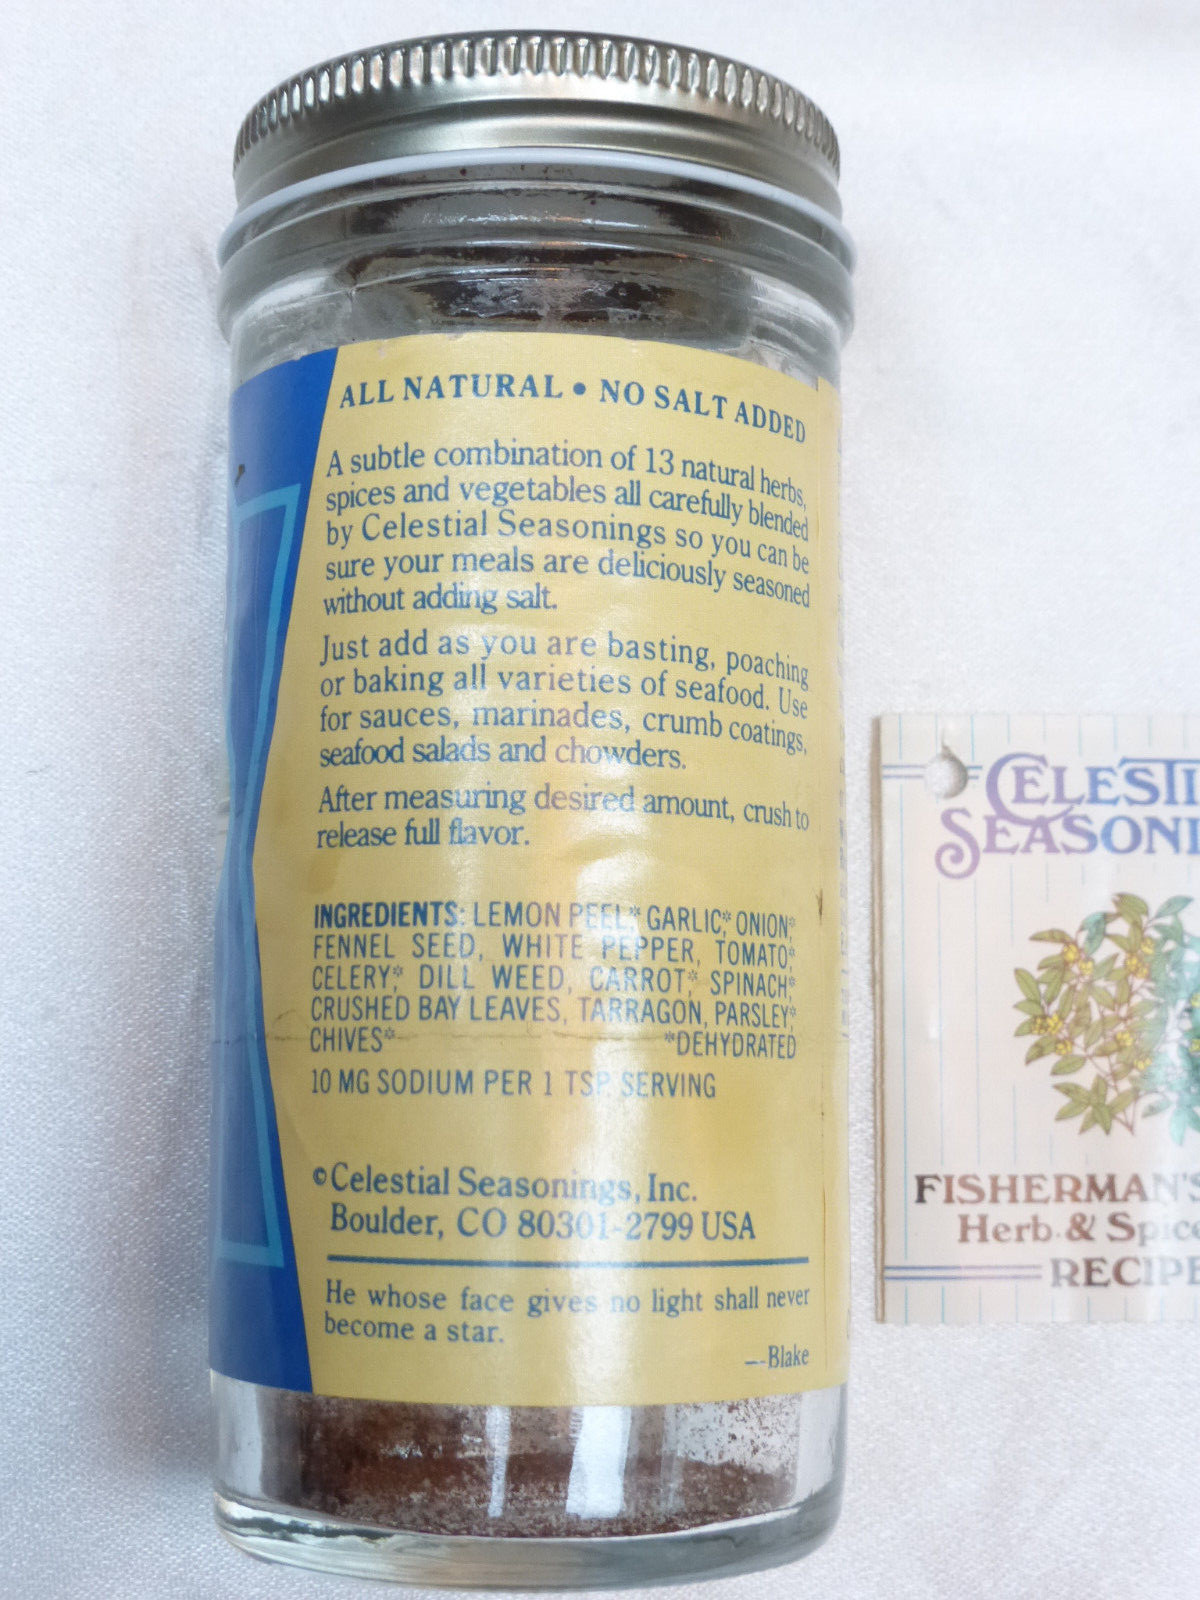 ALL NATURAL • NO SALT ADDED
A subtle combination of 13 natural herbs,
spices and vegetables all carefully blended
by Celestial Seasonings so you can be
sure your meals are deliciously seasoned
without adding salt.
Just add as you are basting, poaching
or baking all varieties of seafood. Use
for sauces, marinades, crumb coatings,
seafood salads and chowders.
After measuring desired amount, crush to
release full flavor.
INGREDIENTS: LEMON PEEL,* GARLIC,* ONION,*
FENNEL SEED, WHITE PEPPER, TOMATO,*
CELERY,* DILL WEED, CARROT,* SPINACH,*
CRUSHED BAY LEAVES, TARRAGON, PARSLEY,*
CHIVES* *DEHYDRATED
10 MG SODIUM PER 1 TSP. SERVING
©Celestial Seasonings, Inc.
Boulder, CO 80301-2799 USA
He whose face gives no light shall never
become a star.
—Blake
CELESTI
SEASONI
FISHERMAN'S
Herb & Spic
RECIPE